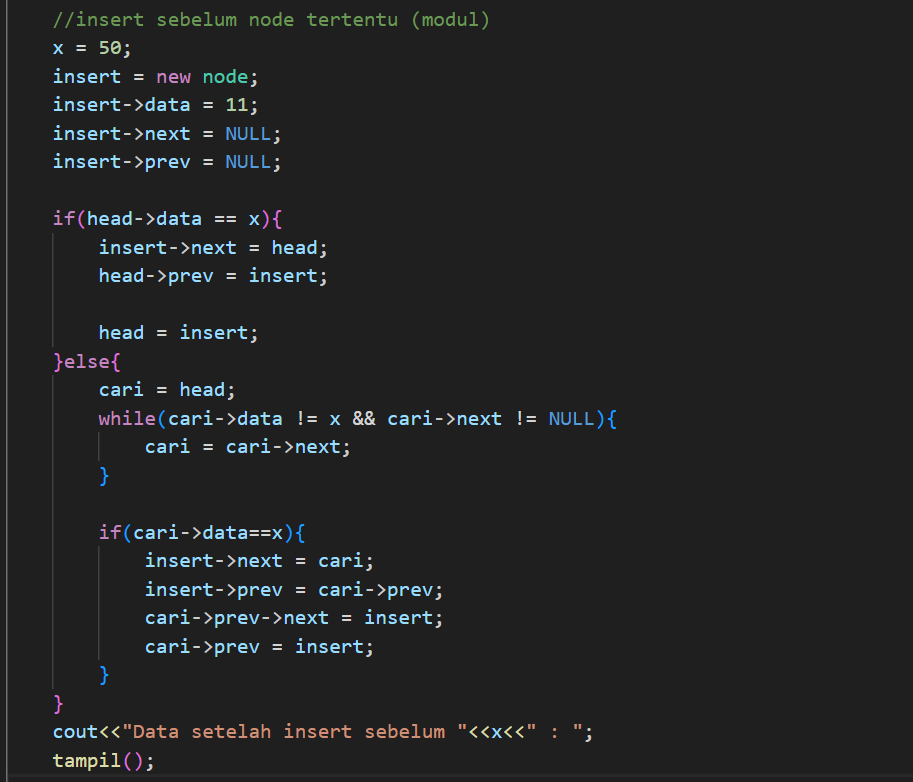 //insert sebelum node tertentu (modul)
x = 50;
insert = new node;
insert->data = 11;
insert->next = NULL;
insert->prev = NULL;

if(head->data == x){
    insert->next = head;
    head->prev = insert;

    head = insert;
}else{
    cari = head;
    while(cari->data != x && cari->next != NULL){
        cari = cari->next;
    }

    if(cari->data==x){
        insert->next = cari;
        insert->prev = cari->prev;
        cari->prev->next = insert;
        cari->prev = insert;
    }
}
cout<<"Data setelah insert sebelum "<<x<<" : ";
tampil();